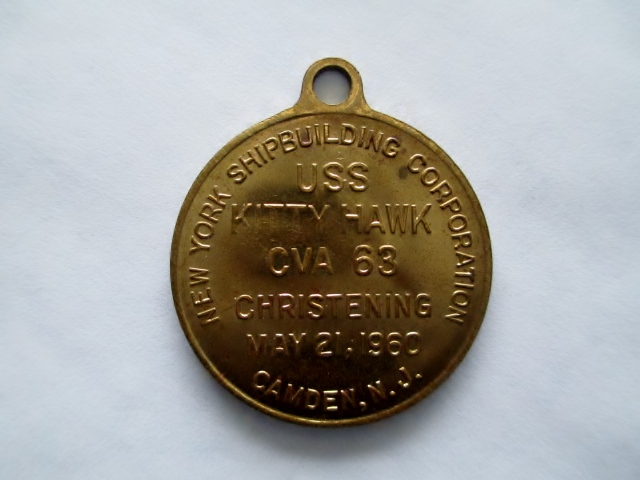 NEW YORK SHIPBUILDING CORPORATION
USS
KITTY HAWK
CVA 63
CHRISTENING
MAY 21, 1960
CAMDEN, N. J.